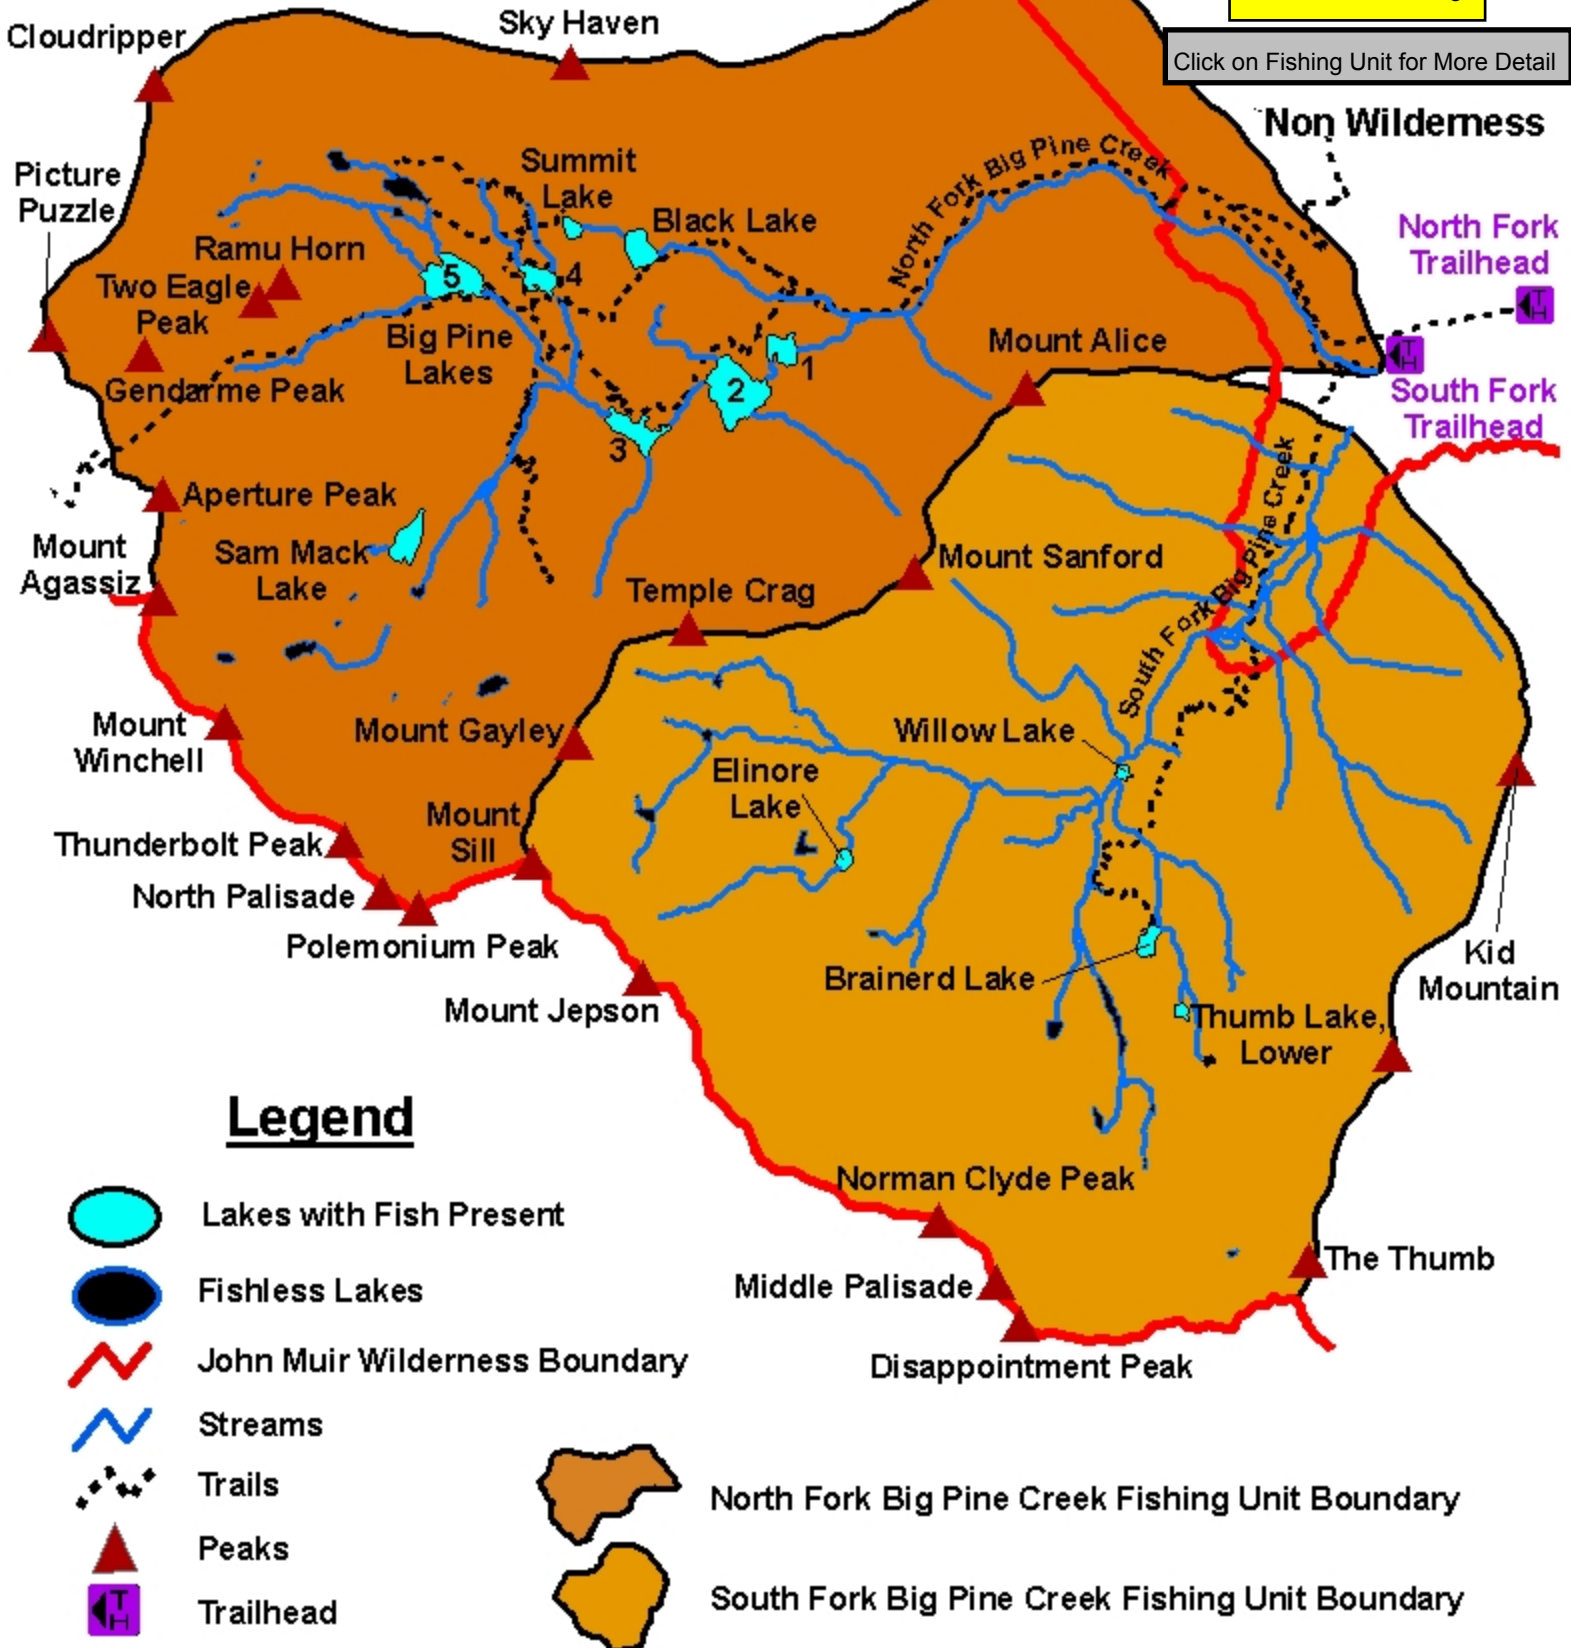 Sky Haven
Cloudripper
Click on Fishing Unit for More Detail
Non Wilderness
Picture
Puzzle
Summit
Lake
Black Lake
North Fork Big Pine Creek
North Fork
Trailhead
Ramu Horn
Two Eagle
Peak
5
4
Big Pine
Lakes
Gendarme Peak
1
2
3
Mount Alice
South Fork
Trailhead
Aperture Peak
Mount
Agassiz
Sam Mack
Lake
Temple Crag
Mount Sanford
South Fork Big Pine Creek
Mount
Winchell
Mount Gayley
Willow Lake
Elinore
Lake
Mount
Sill
Thunderbolt Peak
North Palisade
Polemonium Peak
Mount Jepson
Brainerd Lake
Thumb Lake,
Lower
Kid
Mountain
Norman Clyde Peak
The Thumb
Middle Palisade
Disappointment Peak
Legend
Lakes with Fish Present
Fishless Lakes
John Muir Wilderness Boundary
Streams
Trails
Peaks
Trailhead
North Fork Big Pine Creek Fishing Unit Boundary
South Fork Big Pine Creek Fishing Unit Boundary
TH
TH
TH